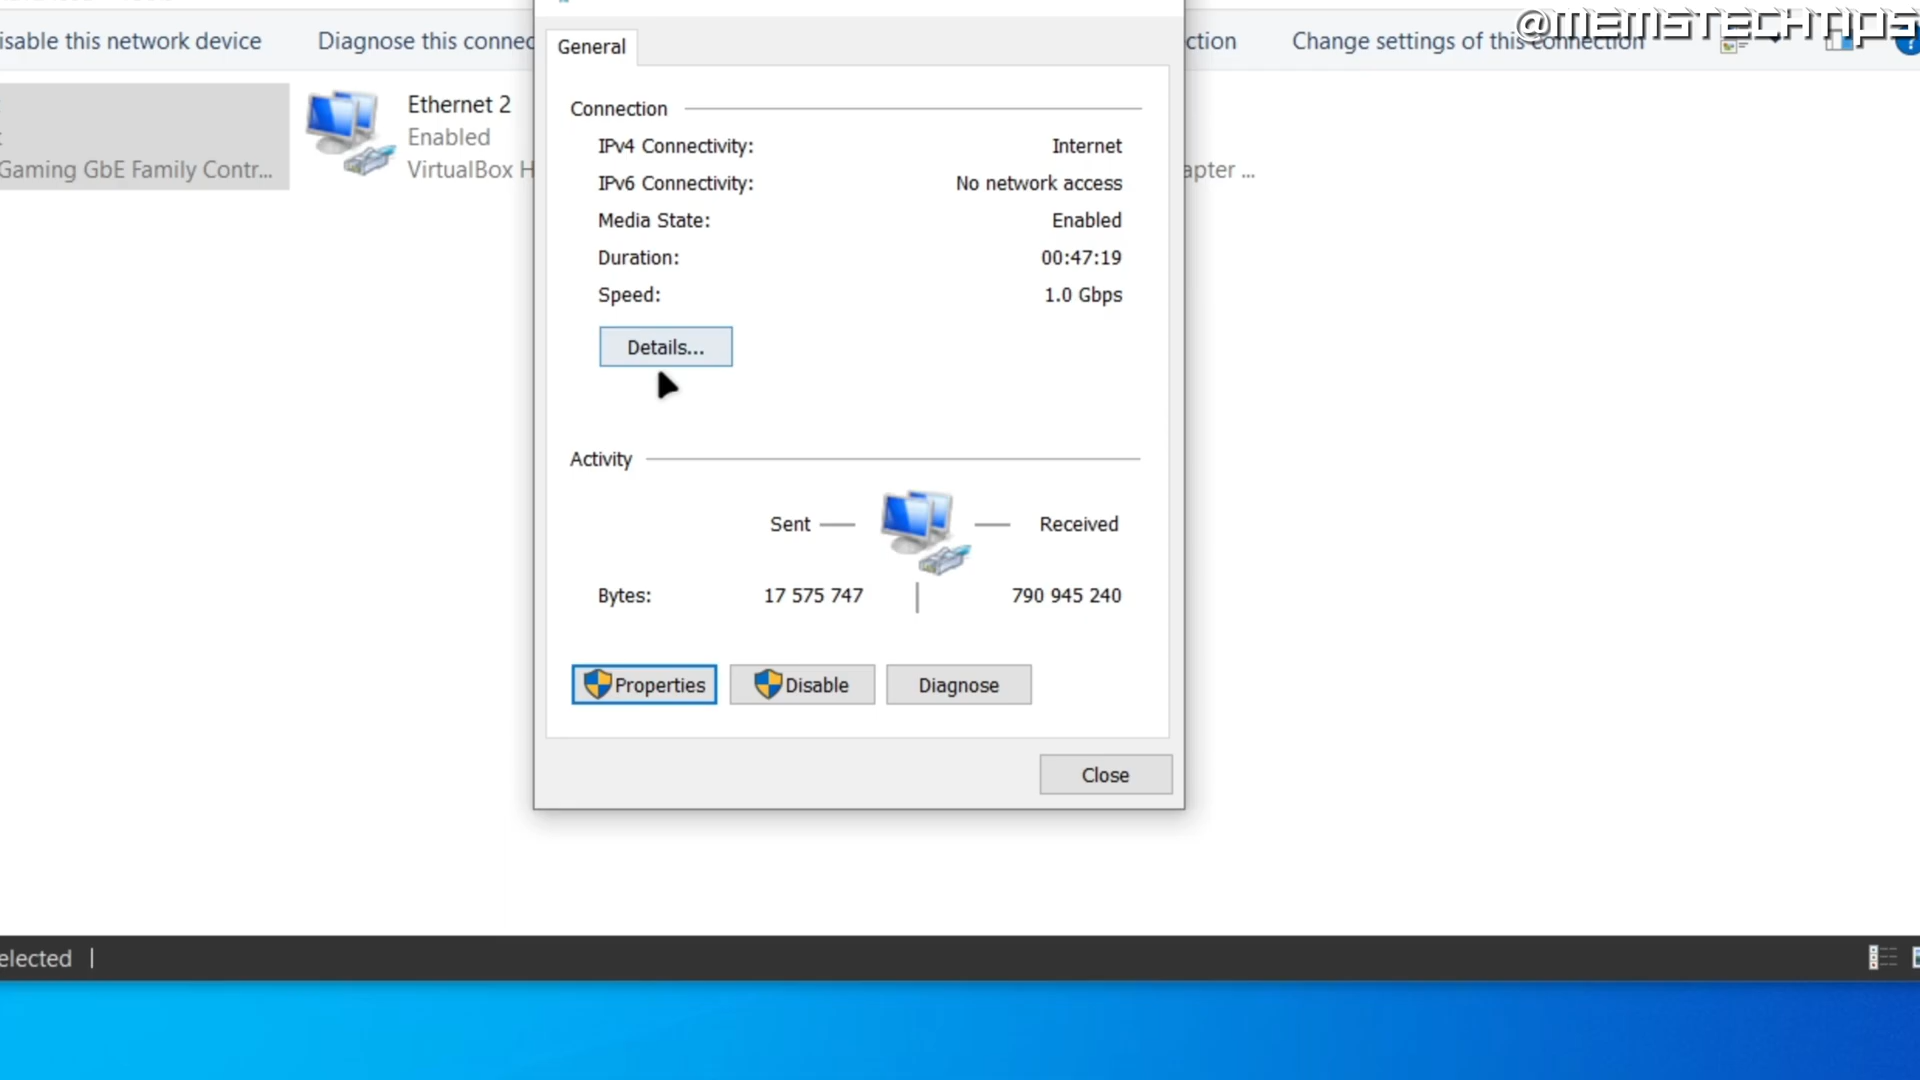 @MEMSTECHTIPS
isable this network device
Diagnose this connec
ction
Change settings of this connection
General
Ethernet 2
Enabled
Gaming GbE Family Contr...
VirtualBox H
apter ...
Connection
IPv4 Connectivity: Internet
IPv6 Connectivity: No network access
Media State: Enabled
Duration: 00:47:19
Speed: 1.0 Gbps
Details...
Activity
Sent
Received
Bytes: 17 575 747 790 945 240
Properties
Disable
Diagnose
Close
elected